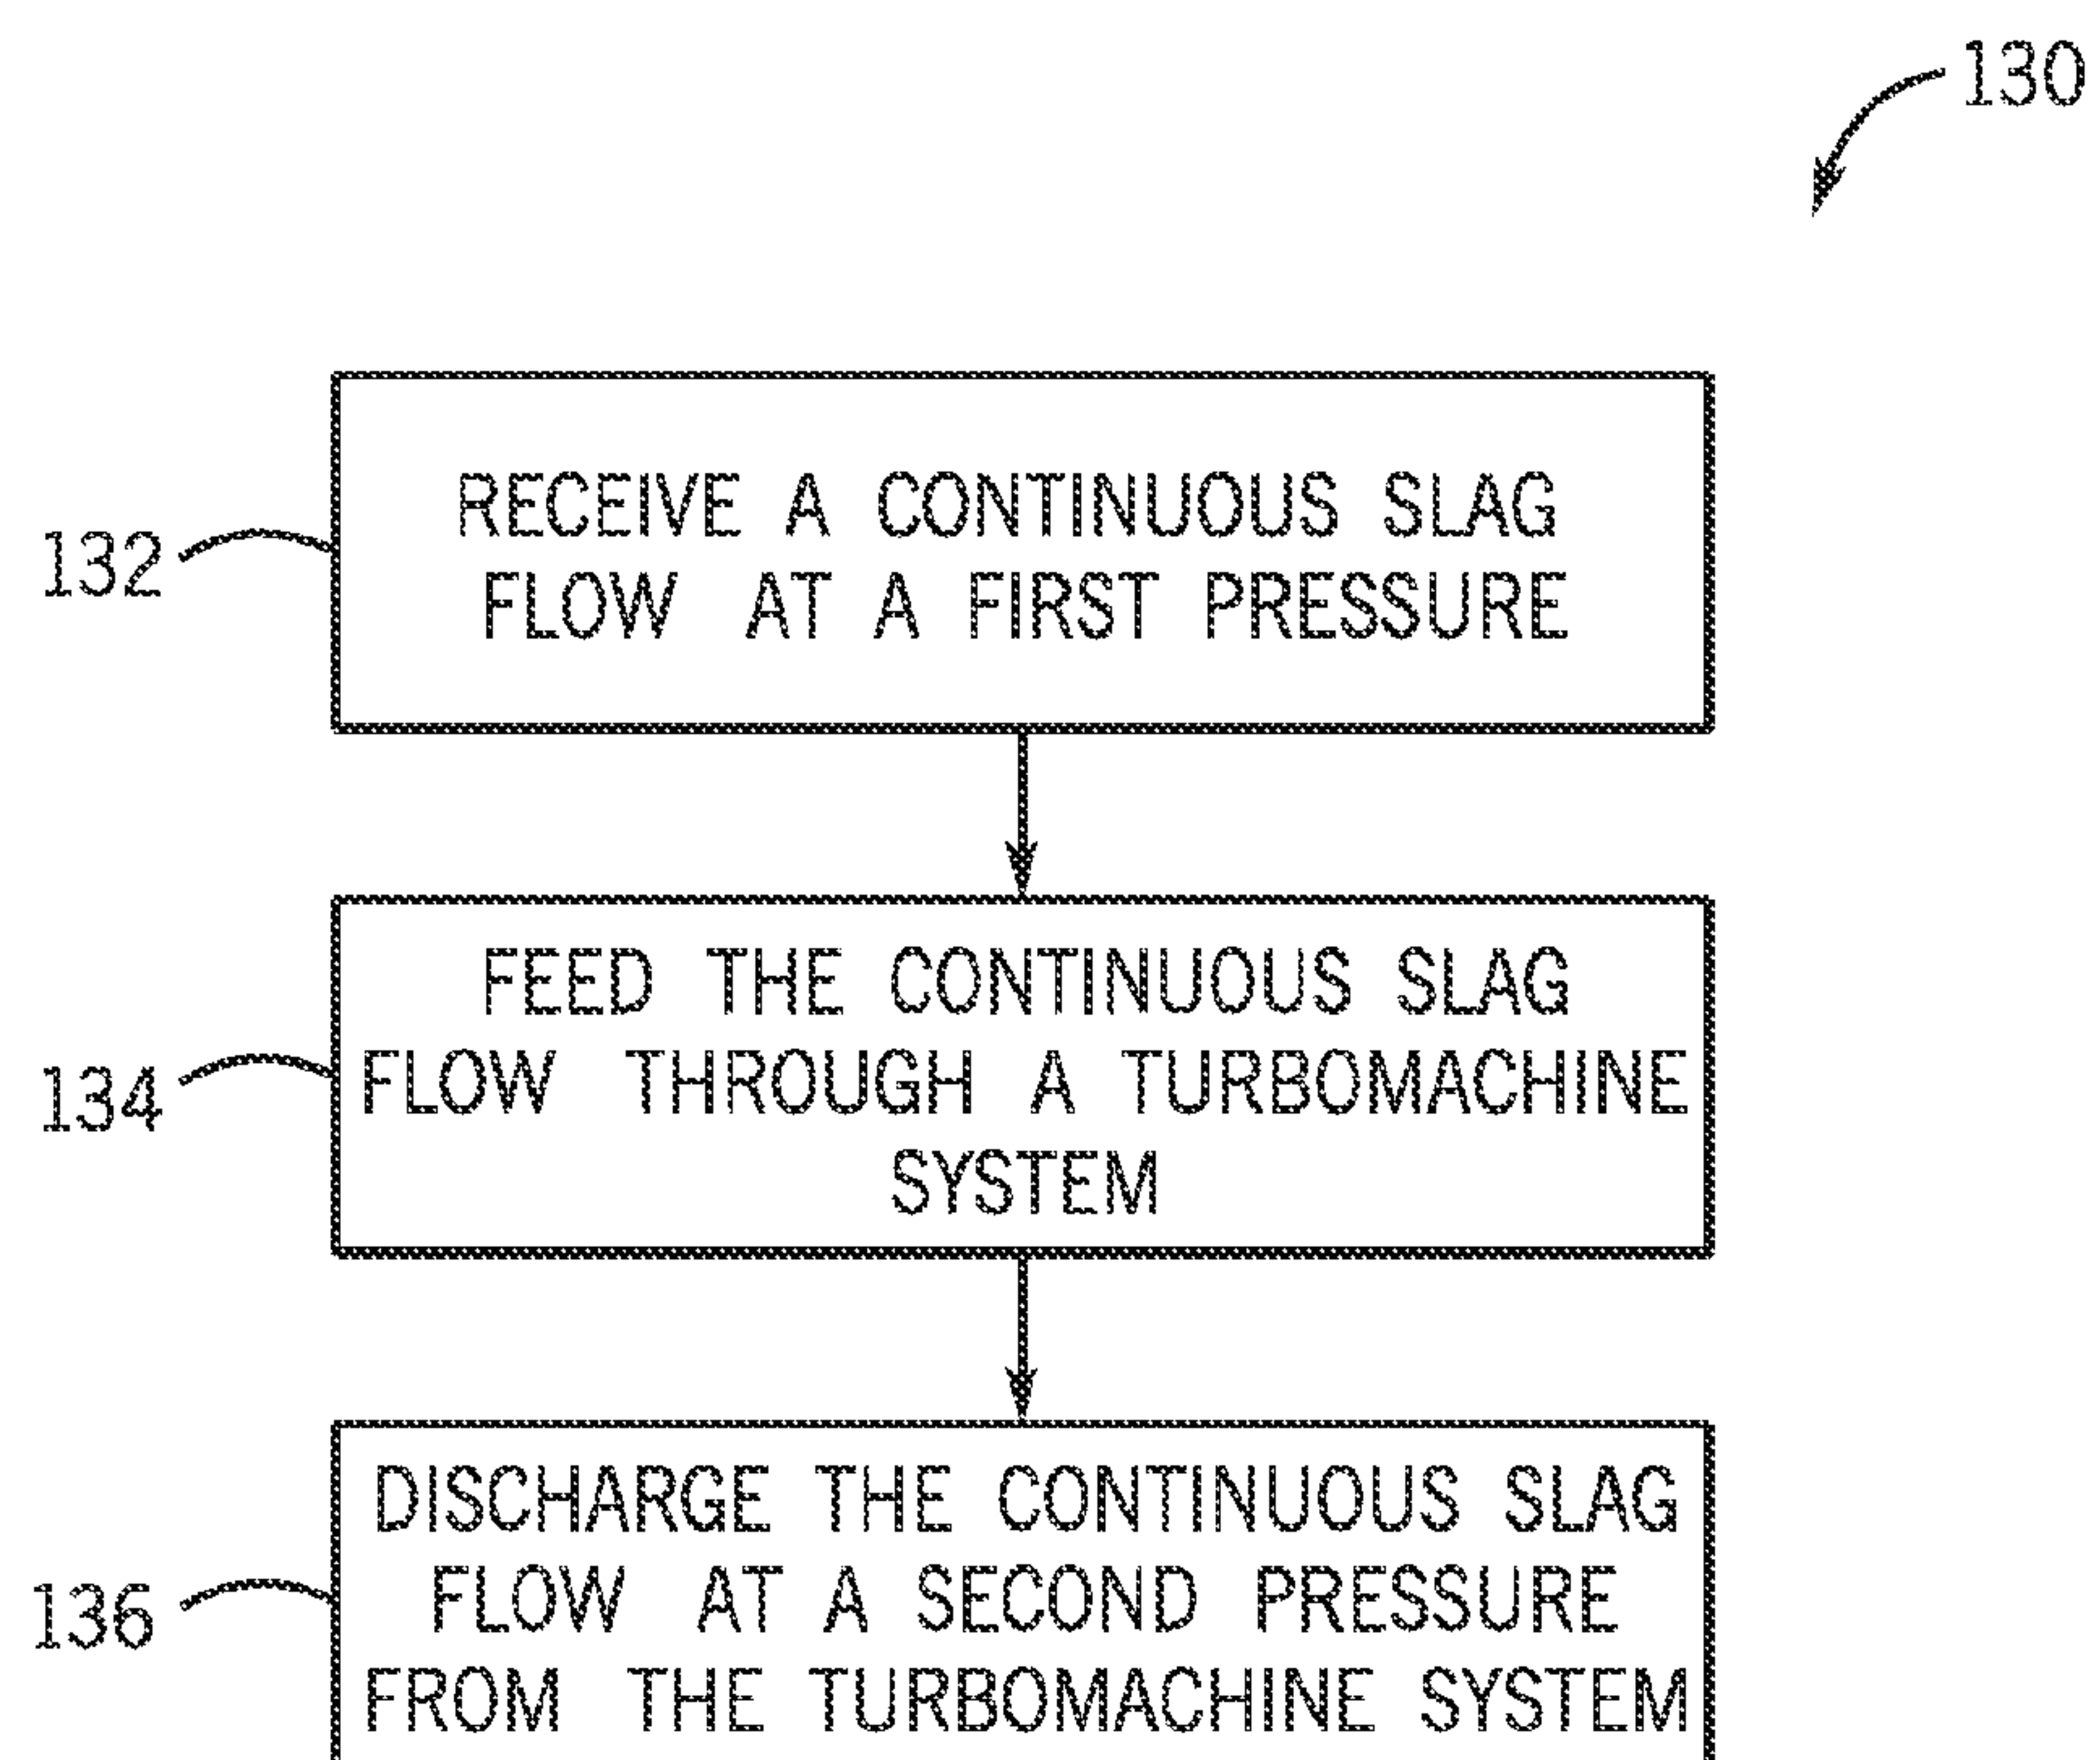 130
132
RECEIVE A CONTINUOUS SLAG
FLOW AT A FIRST PRESSURE
134
FEED THE CONTINUOUS SLAG
FLOW THROUGH A TURBOMACHINE
SYSTEM
136
DISCHARGE THE CONTINUOUS SLAG
FLOW AT A SECOND PRESSURE
FROM THE TURBOMACHINE SYSTEM